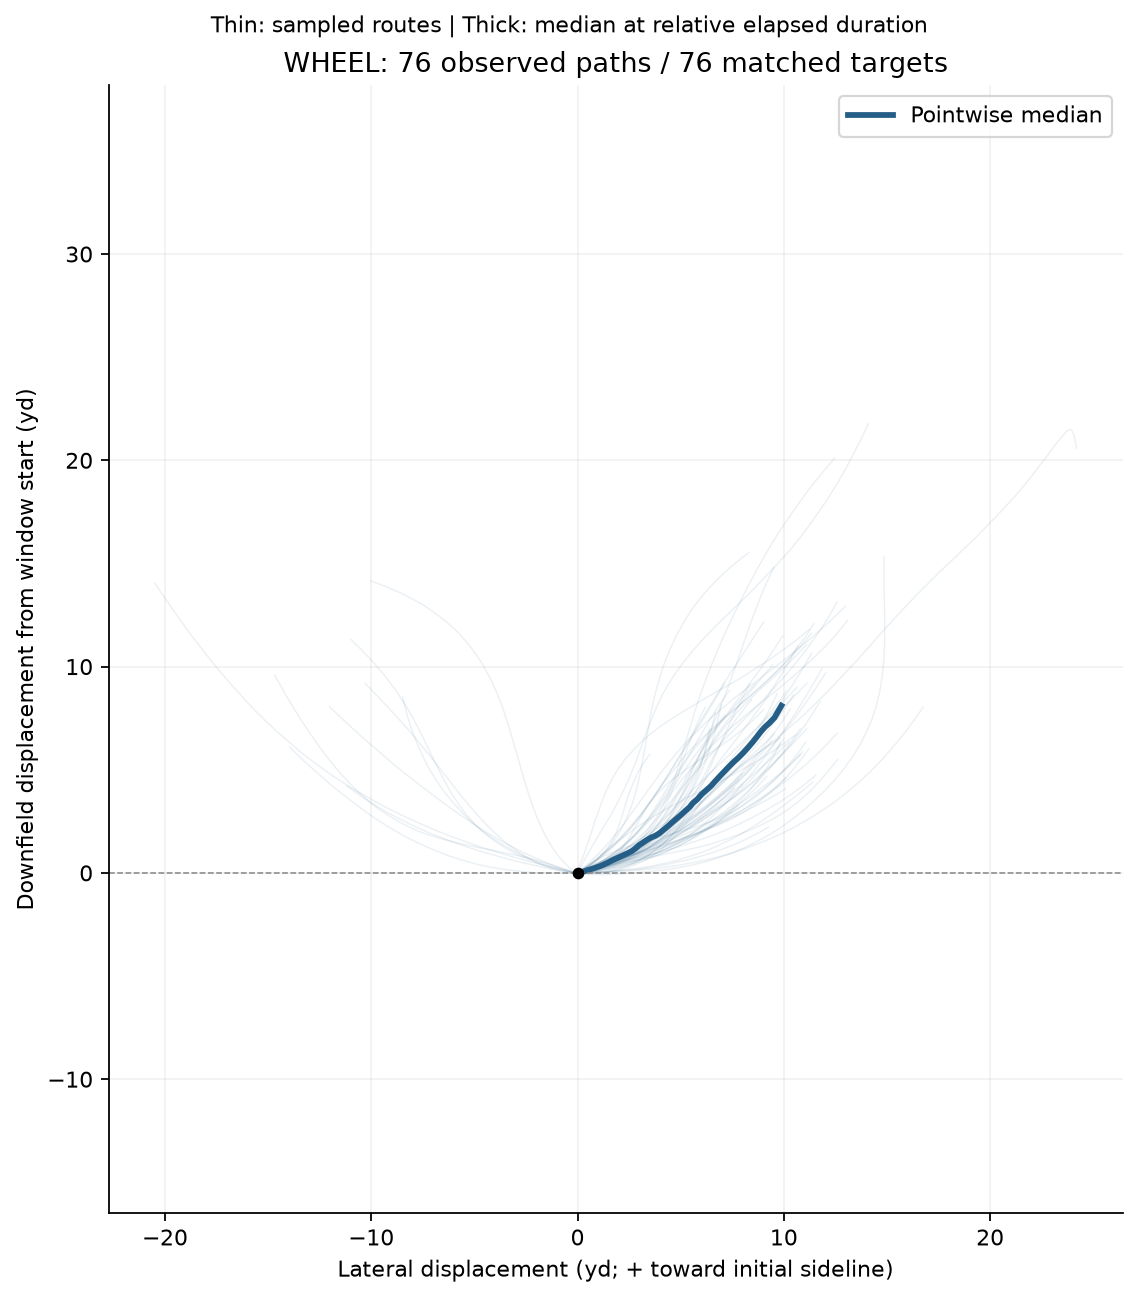 Thin: sampled routes | Thick: median at relative elapsed duration
WHEEL: 76 observed paths / 76 matched targets
Pointwise median
30
20
10
0
−10
−20
−10
0
10
20
Downfield displacement from window start (yd)
Lateral displacement (yd; + toward initial sideline)